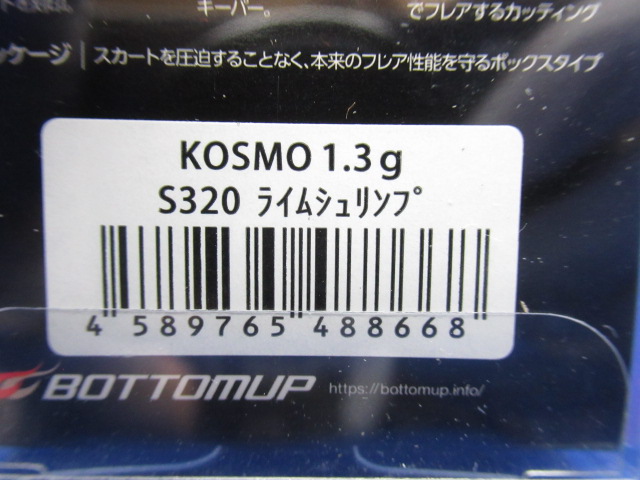 キーパー。
でフレアするカッティング
ッケージ | スカートを圧迫することなく、本来のフレア性能を守るボックスタイプ
KOSMO 1.3g
S320 ﾗｲﾑｼｭﾘﾝﾌﾟ
4 589765 488668
BOTTOMUP https://bottomup.info/